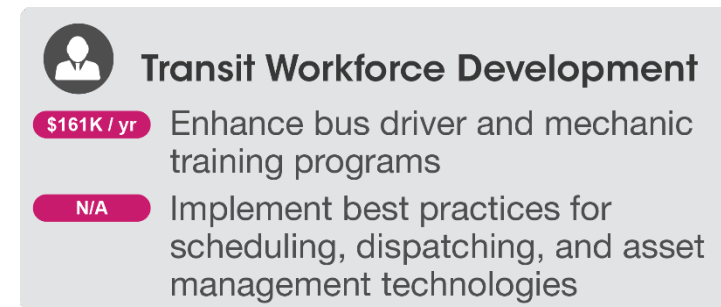 Transit Workforce Development
$161K / yr Enhance bus driver and mechanic
training programs
N/A Implement best practices for
scheduling, dispatching, and asset
management technologies